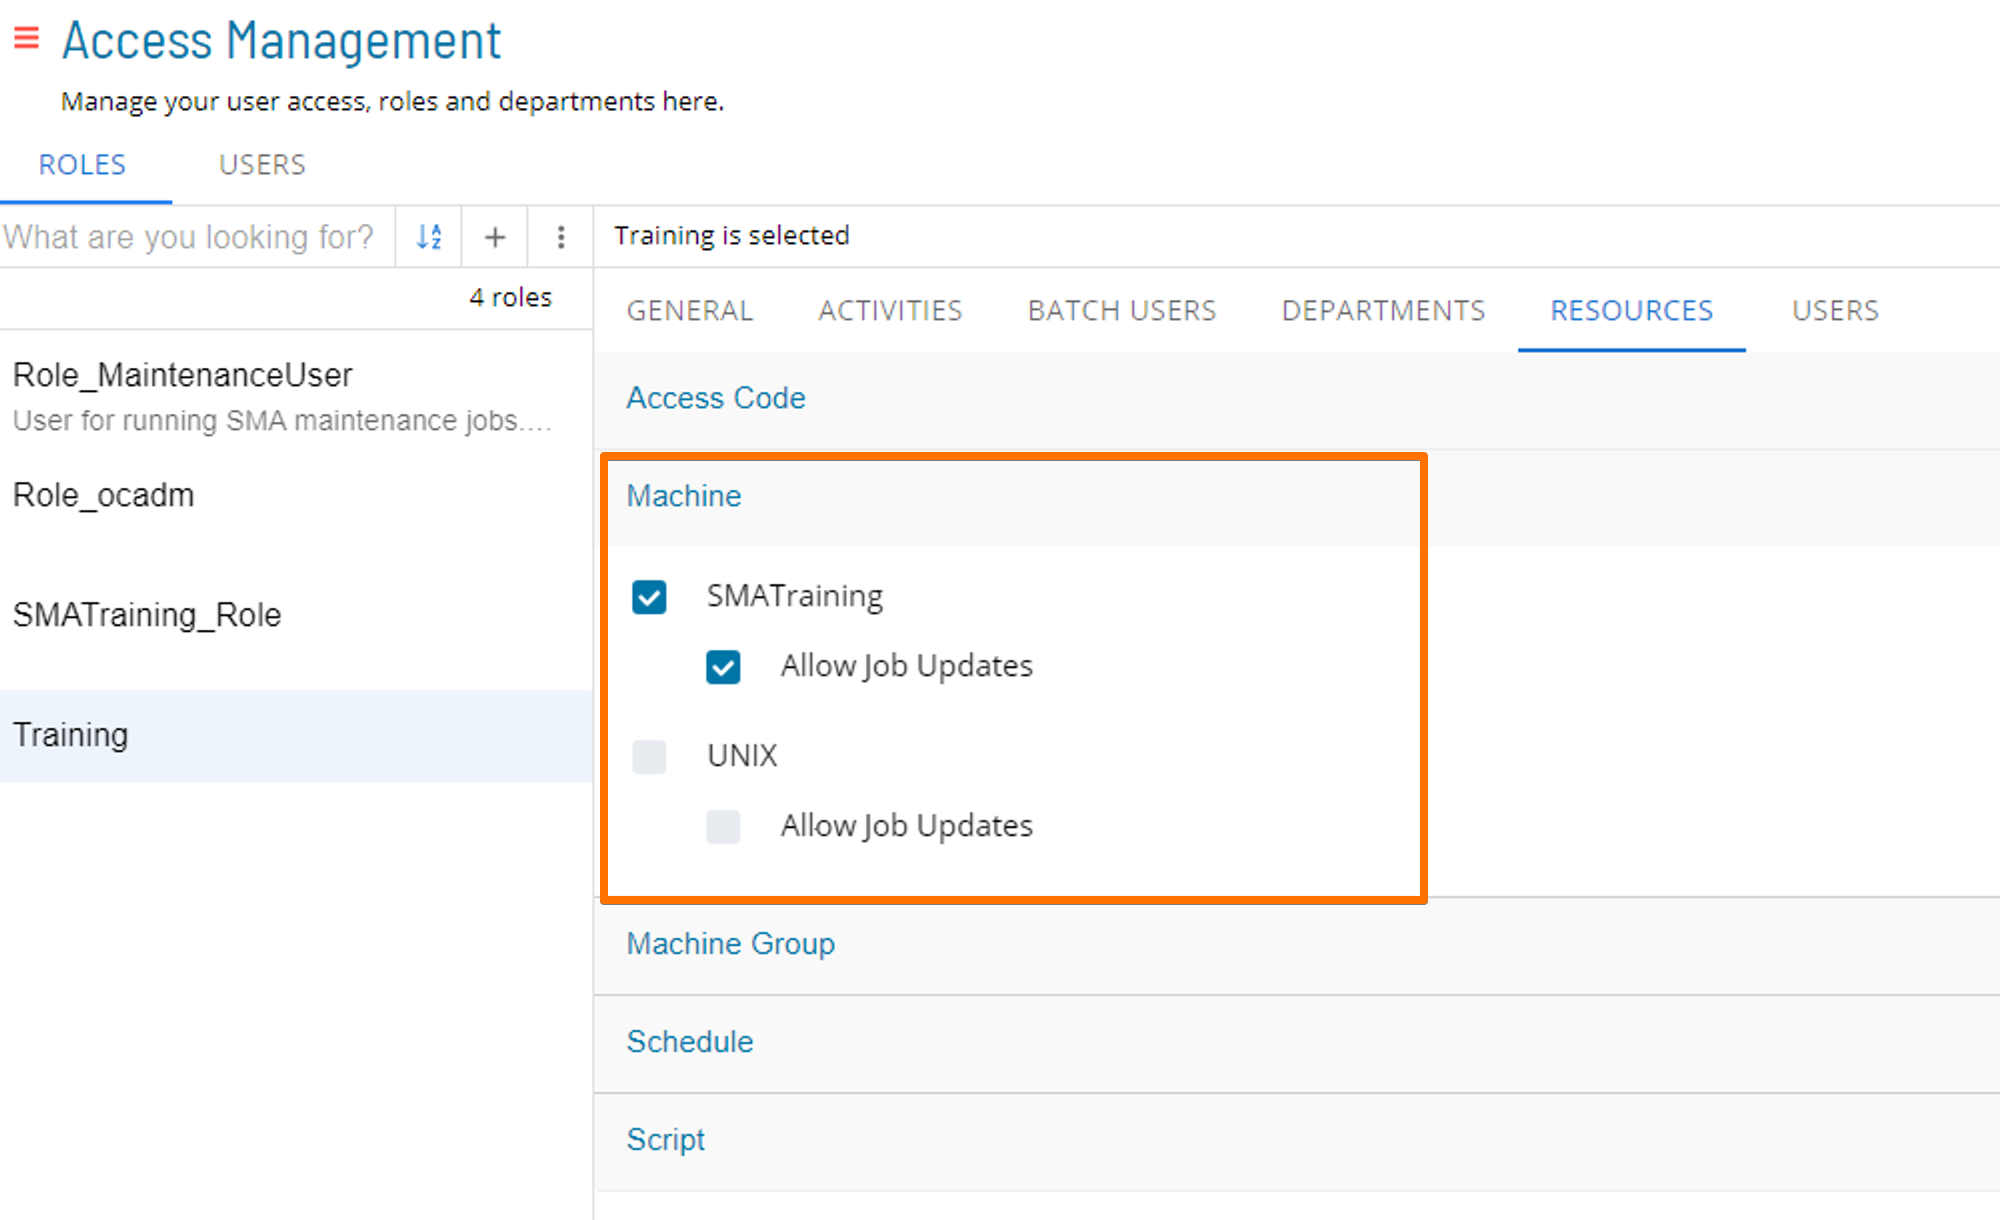 Access Management
Manage your user access, roles and departments here.
ROLES USERS
What are you looking for?
Training is selected
4 roles
GENERAL ACTIVITIES BATCH USERS DEPARTMENTS RESOURCES USERS
Role_MaintenanceUser
User for running SMA maintenance jobs....
Role_ocadm
SMATraining_Role
Training
Access Code
Machine
SMATraining
Allow Job Updates
UNIX
Allow Job Updates
Machine Group
Schedule
Script